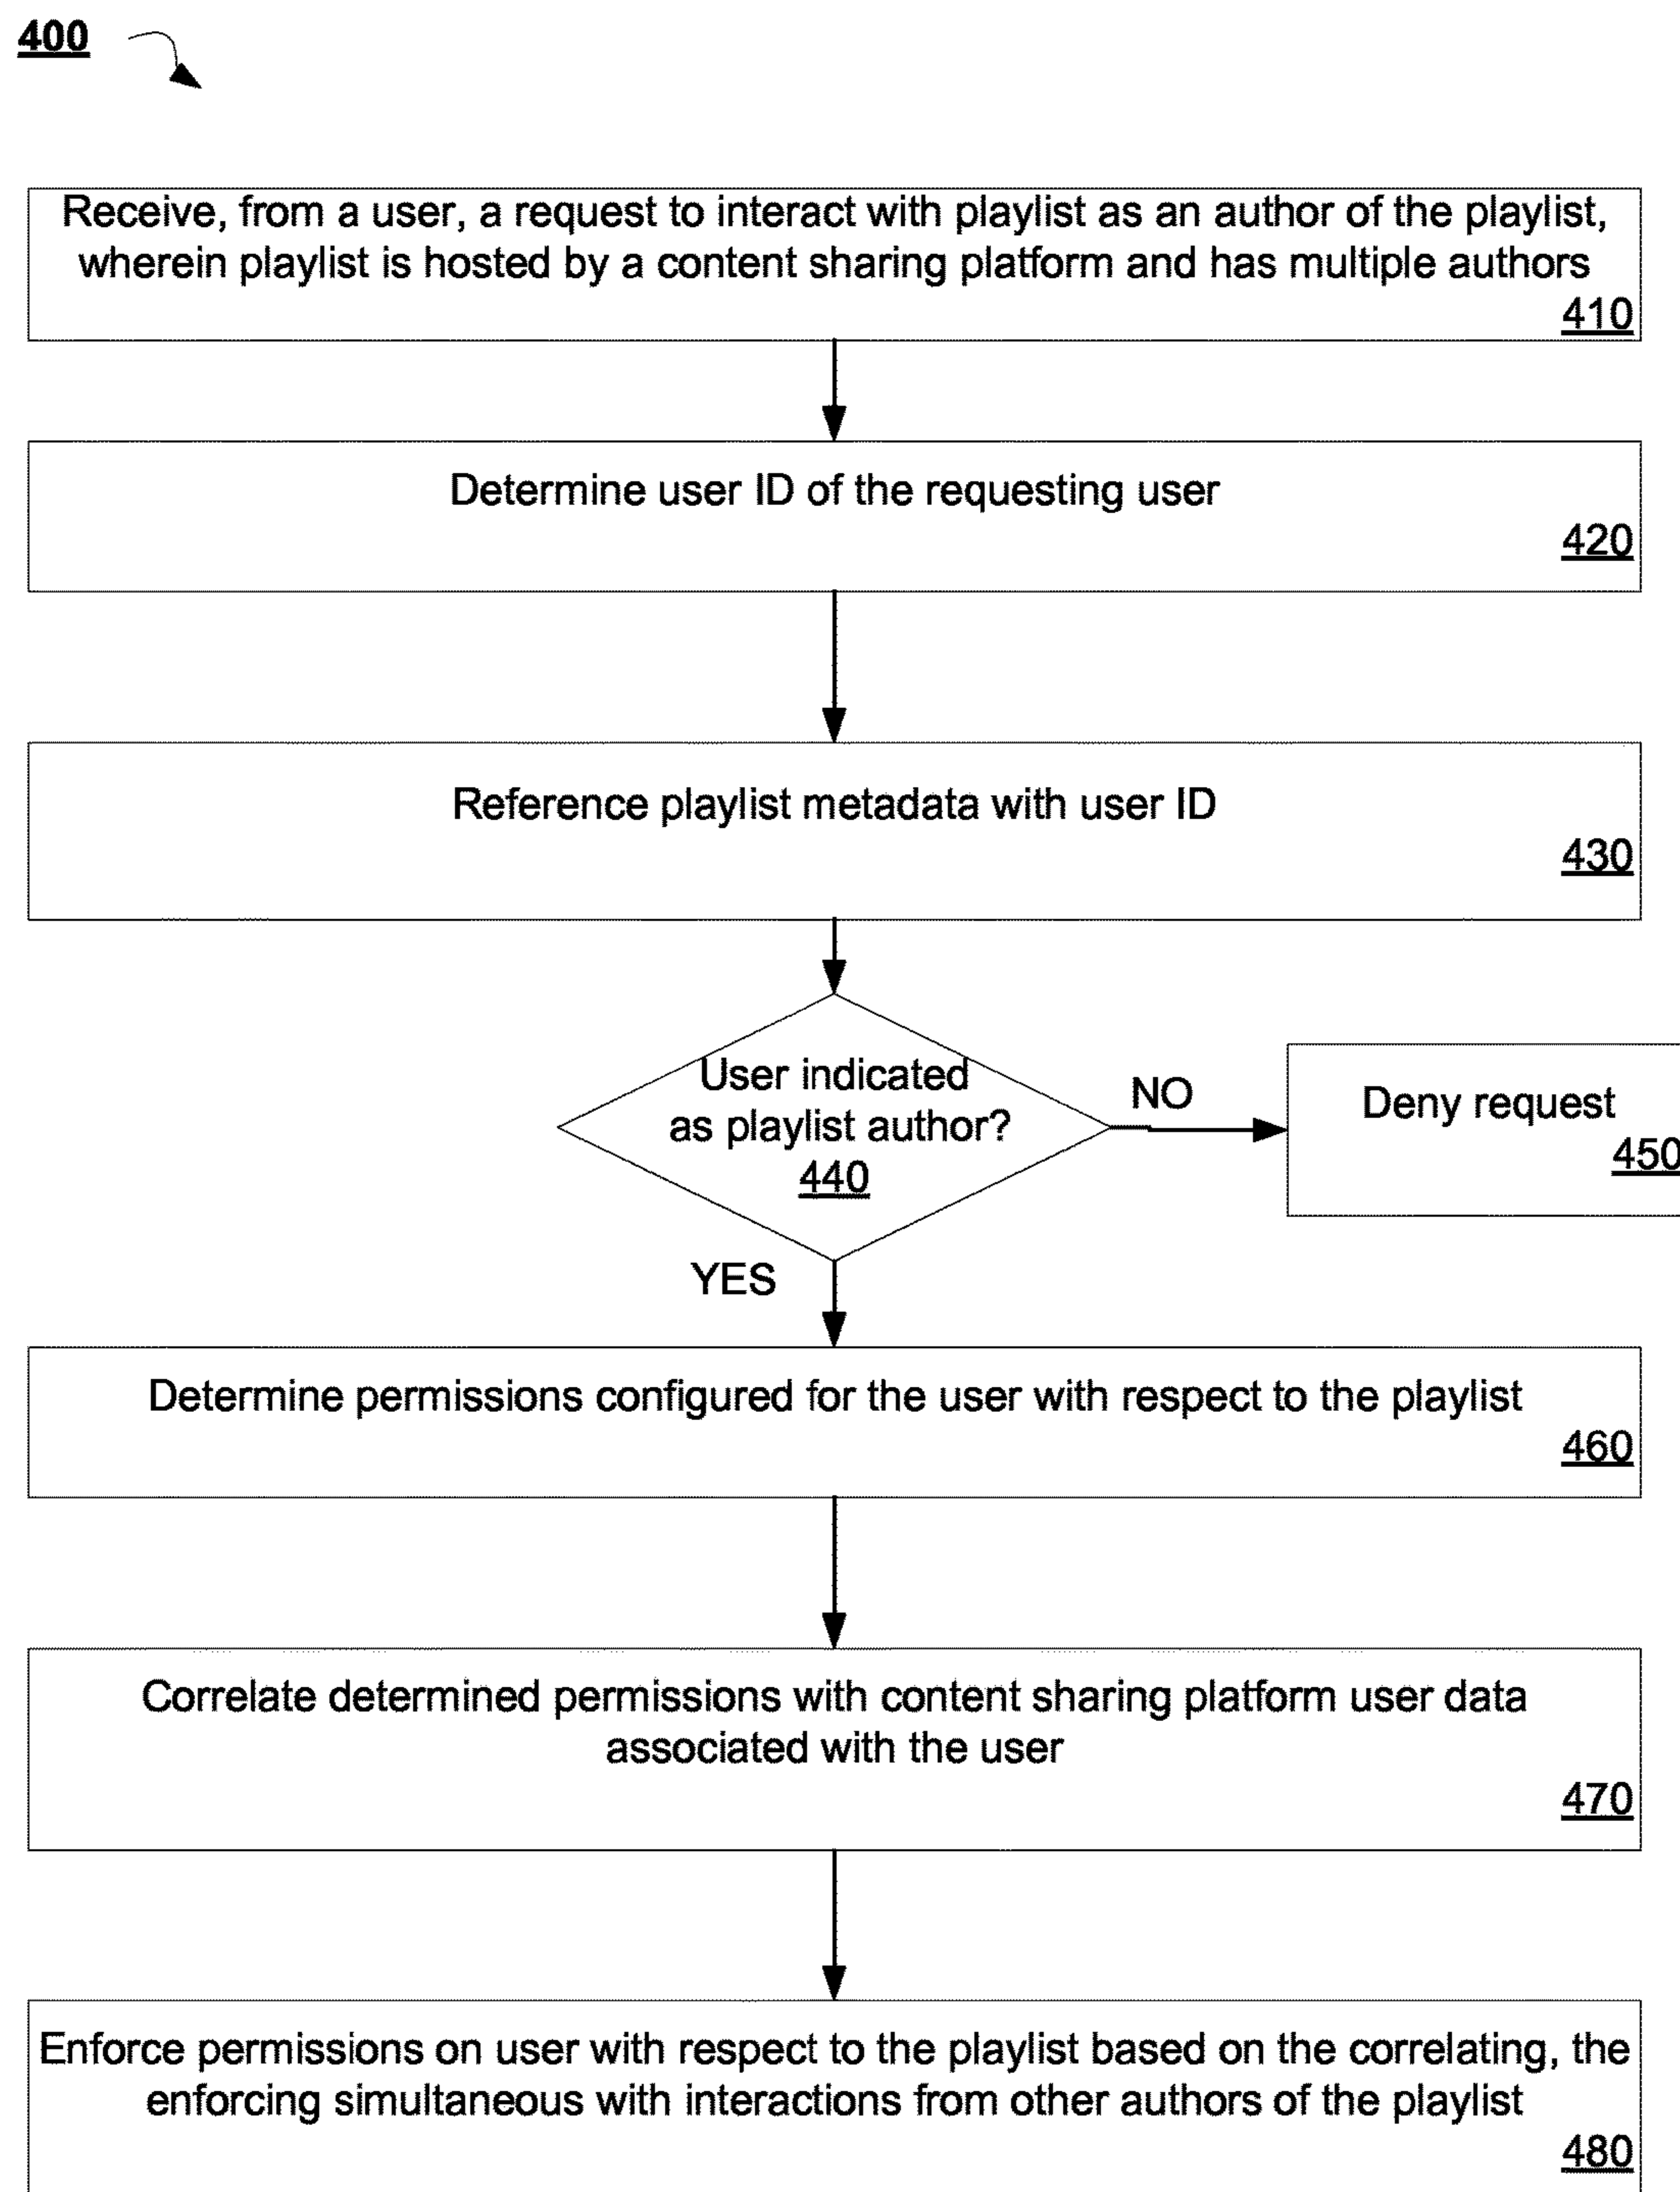 400
Receive, from a user, a request to interact with playlist as an author of the playlist,
wherein playlist is hosted by a content sharing platform and has multiple authors
410
Determine user ID of the requesting user
420
Reference playlist metadata with user ID
430
User indicated
as playlist author?
440
NO
Deny request
450
YES
Determine permissions configured for the user with respect to the playlist
460
Correlate determined permissions with content sharing platform user data
associated with the user
470
Enforce permissions on user with respect to the playlist based on the correlating, the
enforcing simultaneous with interactions from other authors of the playlist
480